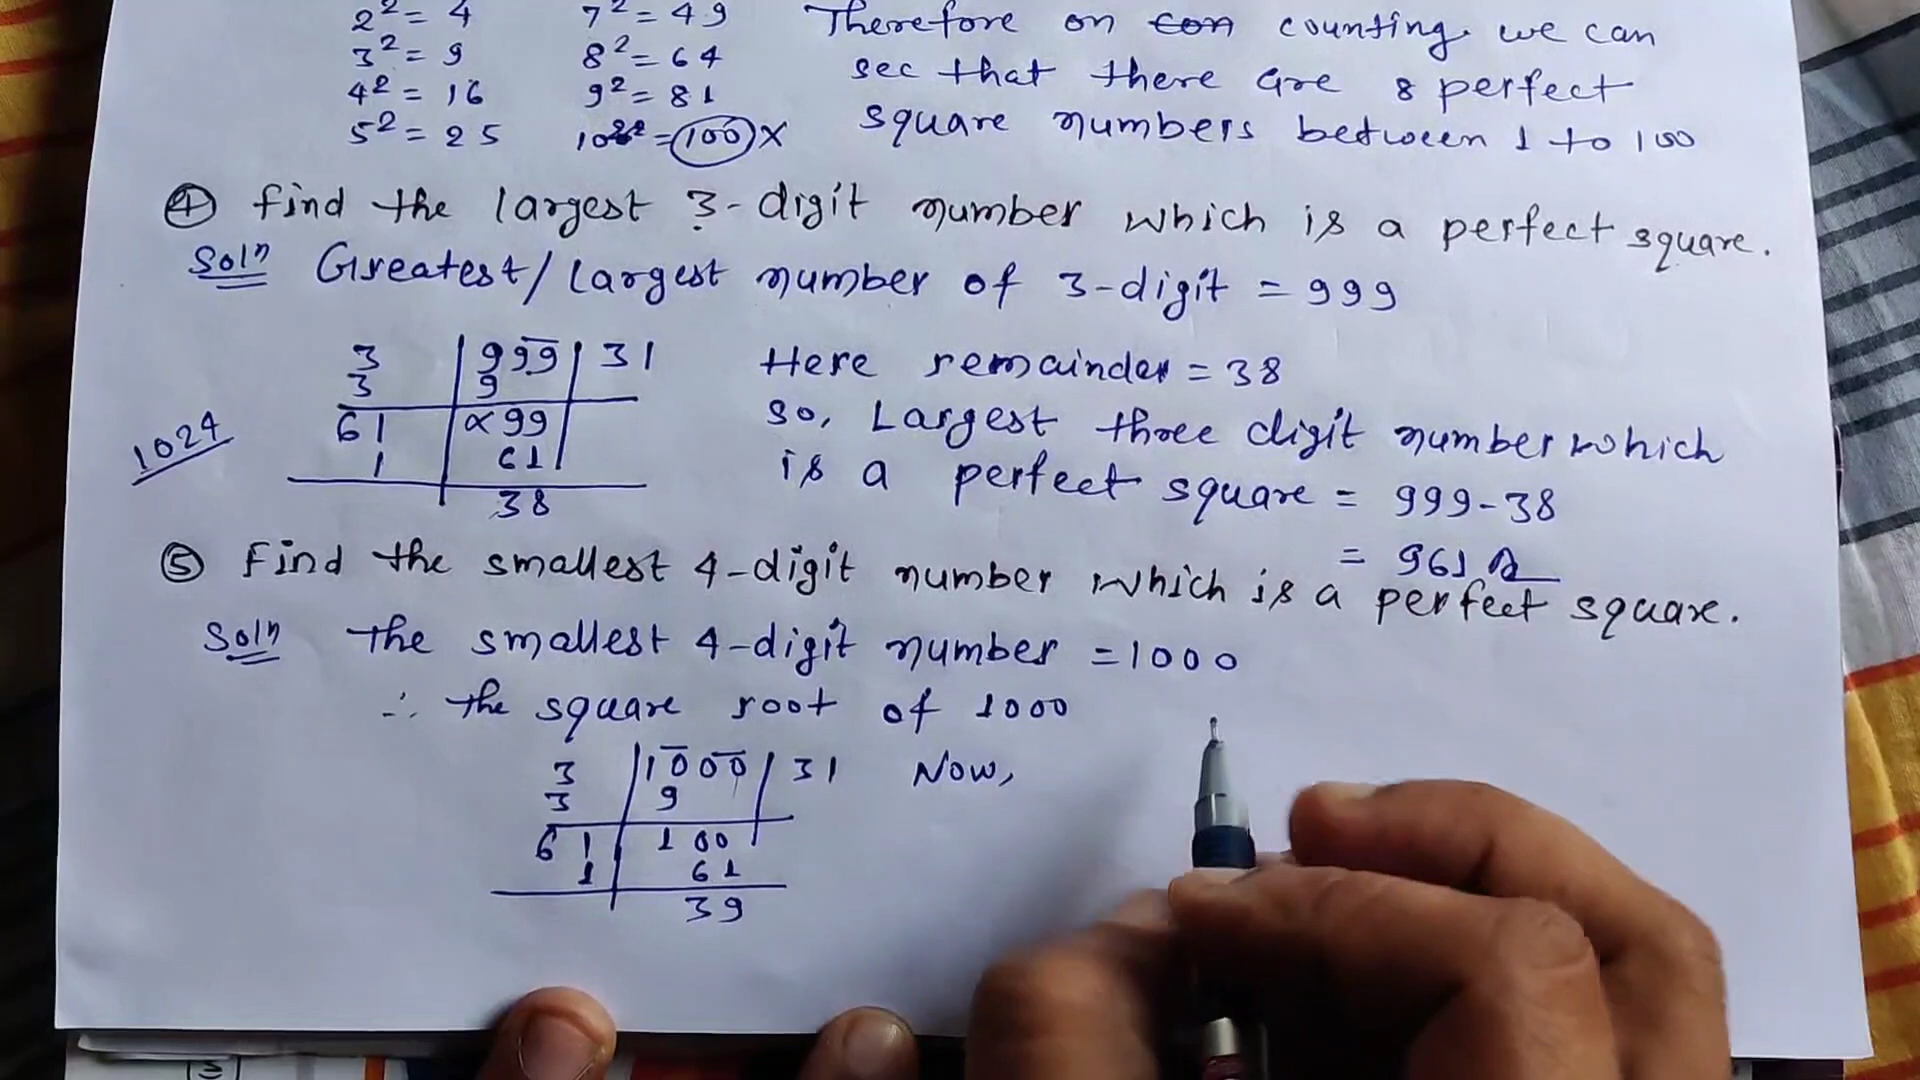 2² = 4 7² = 49 Therefore on con counting. we can
3² = 9 8² = 64 see that there are 8 perfect
4² = 16 9² = 81 square numbers between 1 to 100
5² = 25 10² = 100 X
④ find the largest 3-digit number which is a perfect square.
Solⁿ Greatest/largest number of 3-digit = 999
3 | 999 | 31 Here remainder = 38
3 | 9
61 | x99 So, Largest three digit number which
1024
1 | 61 is a perfect square = 999-38
38
= 961
⑤ Find the smallest 4-digit number which is a perfect square.
Solⁿ The smallest 4-digit number = 1000
∴ the square root of 1000
3 | 1000 | 31 Now,
3 | 9
61 | 100
1 | 61
39